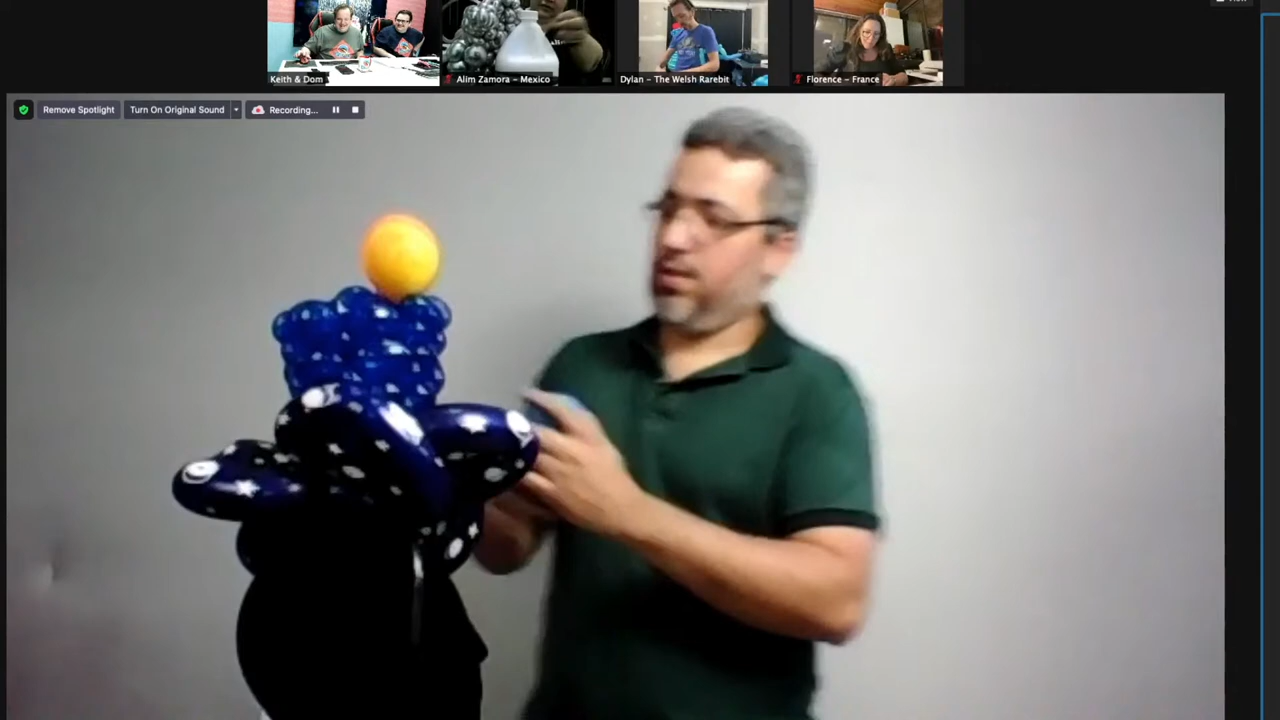 Keith & Dom
Alim Zamora – Mexico
Dylan - The Welsh Rarebit
Florence – France
Remove Spotlight
Turn On Original Sound
Recording...